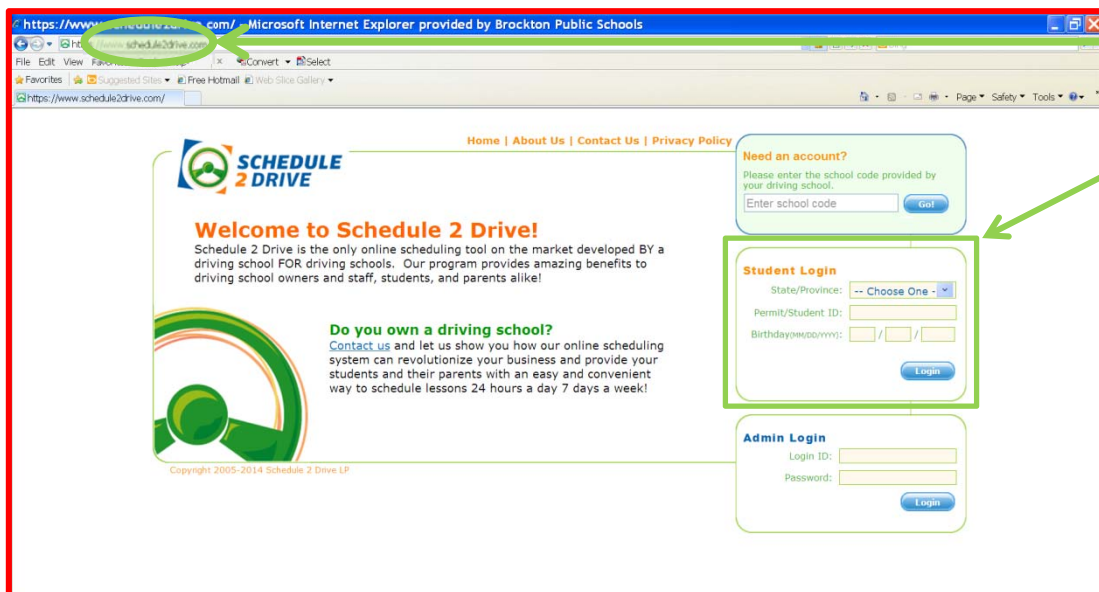 https://www.schedule2drive.com/ - Microsoft Internet Explorer provided by Brockton Public Schools
schedule2drive.com
File Edit View Convert Select
Favorites Suggested Sites Free Hotmail Web Slice Gallery
https://www.schedule2drive.com/ Page Safety Tools
Home | About Us | Contact Us | Privacy Policy
SCHEDULE
2 DRIVE
Need an account?
Please enter the school code provided by
your driving school.
Enter school code Go!
Welcome to Schedule 2 Drive!
Schedule 2 Drive is the only online scheduling tool on the market developed BY a
driving school FOR driving schools. Our program provides amazing benefits to
driving school owners and staff, students, and parents alike!
Student Login
State/Province: -- Choose One -
Permit/Student ID:
Birthday(MM/DD/YYYY): / /
Login
Do you own a driving school?
Contact us and let us show you how our online scheduling
system can revolutionize your business and provide your
students and their parents with an easy and convenient
way to schedule lessons 24 hours a day 7 days a week!
Admin Login
Login ID:
Password:
Login
Copyright 2005-2014 Schedule 2 Drive LP